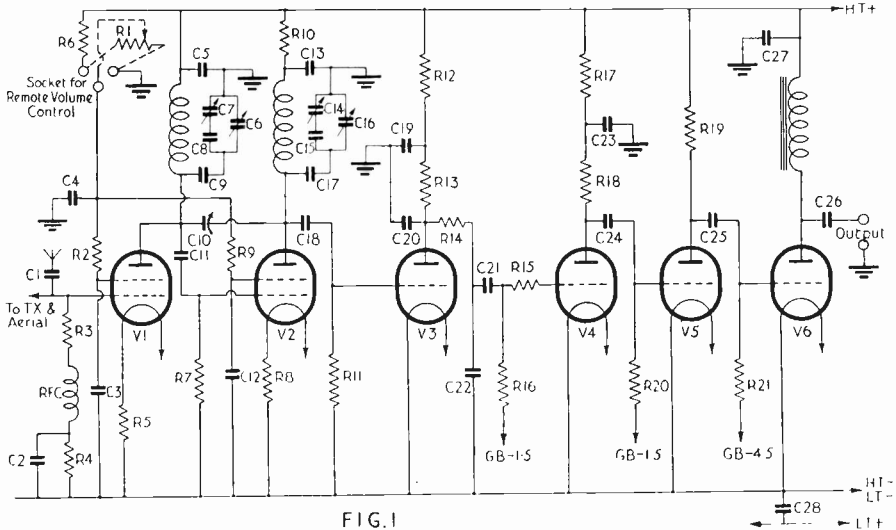 HT+
R6
R1
Socket for
Remote Volume
Control
C5
C7
C6
C8
C9
R10
C13
C14
C16
C15
C17
R12
C19
R13
R17
C23
R18
R19
C27
C4
R2
C10
C11
R9
C18
C20
R14
C21
R15
C24
C25
C26
Output
C1
To TX &
Aerial
V1
V2
V3
V4
V5
V6
R3
RFC
C3
R5
R7
C12
R8
R11
C22
R16
R20
R21
C2
R4
GB-1·5
GB-1·5
GB-4·5
HT-
LT-
C28
LT+
FIG.1